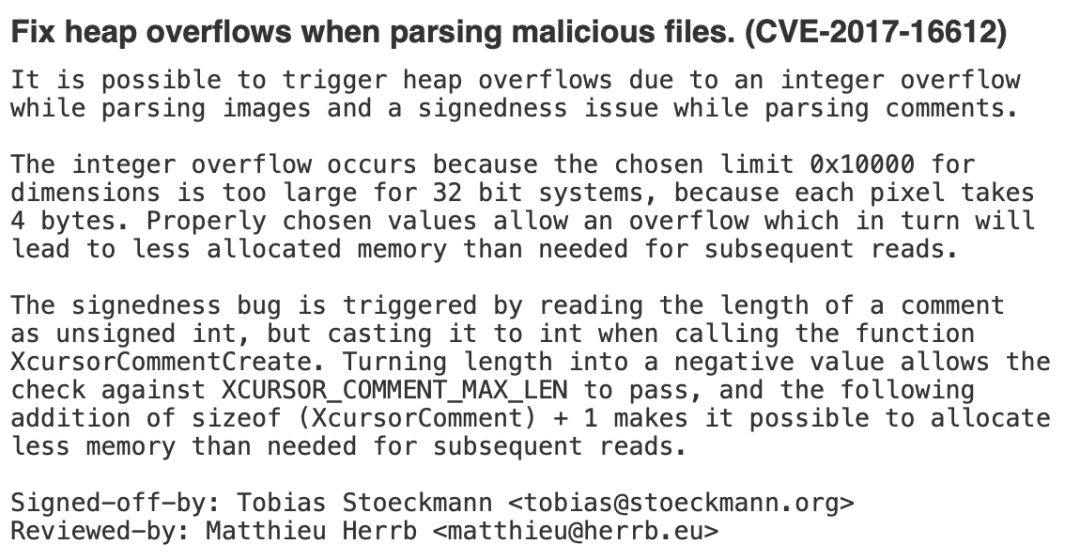 Fix heap overflows when parsing malicious files. (CVE-2017-16612)
It is possible to trigger heap overflows due to an integer overflow
while parsing images and a signedness issue while parsing comments.
The integer overflow occurs because the chosen limit 0x10000 for
dimensions is too large for 32 bit systems, because each pixel takes
4 bytes. Properly chosen values allow an overflow which in turn will
lead to less allocated memory than needed for subsequent reads.
The signedness bug is triggered by reading the length of a comment
as unsigned int, but casting it to int when calling the function
XcursorCommentCreate. Turning length into a negative value allows the
check against XCURSOR_COMMENT_MAX_LEN to pass, and the following
addition of sizeof (XcursorComment) + 1 makes it possible to allocate
less memory than needed for subsequent reads.
Signed-off-by: Tobias Stoeckmann <tobias@stoeckmann.org>
Reviewed-by: Matthieu Herrb <matthieu@herrb.eu>